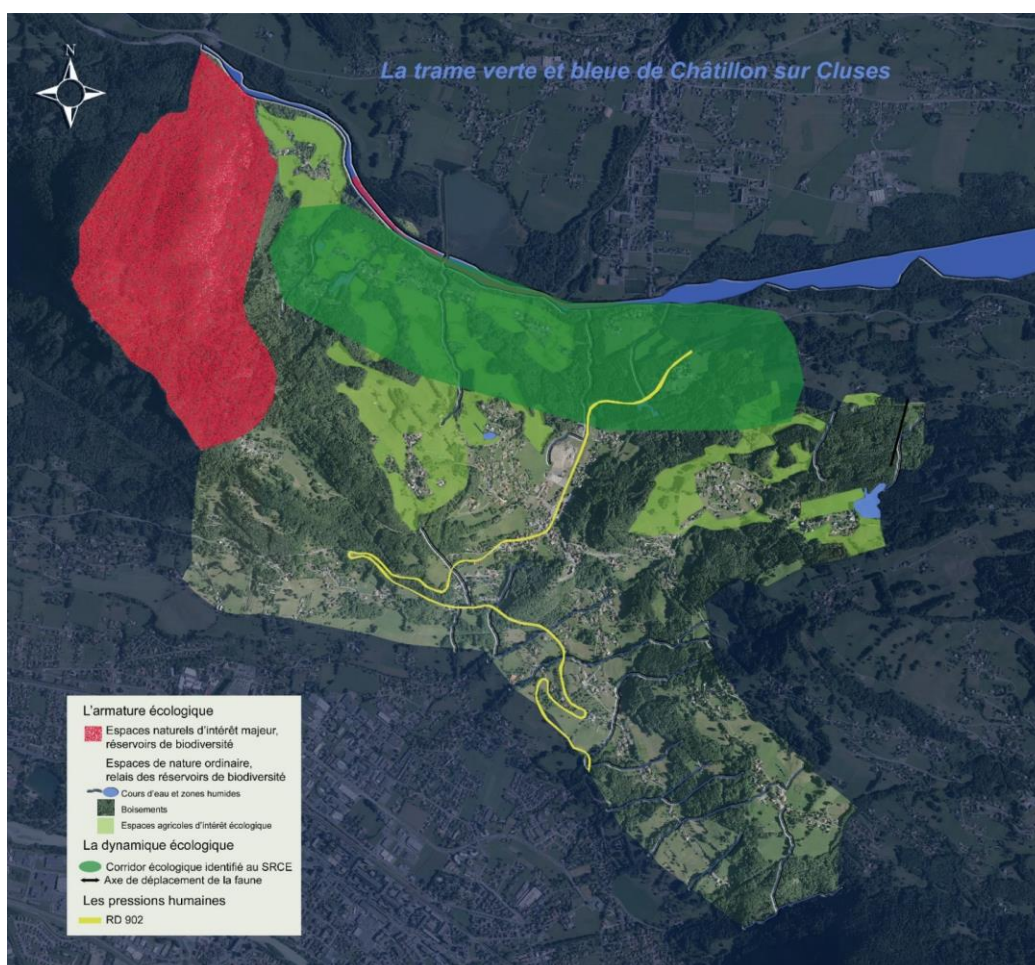 N
La trame verte et bleue de Châtillon sur Cluses
L'armature écologique
Espaces naturels d'intérêt majeur,
réservoirs de biodiversité
Espaces de nature ordinaire,
relais des réservoirs de biodiversité
Cours d'eau et zones humides
Boisements
Espaces agricoles d'intérêt écologique
La dynamique écologique
Corridor écologique identifié au SRCE
Axe de déplacement de la faune
Les pressions humaines
RD 902